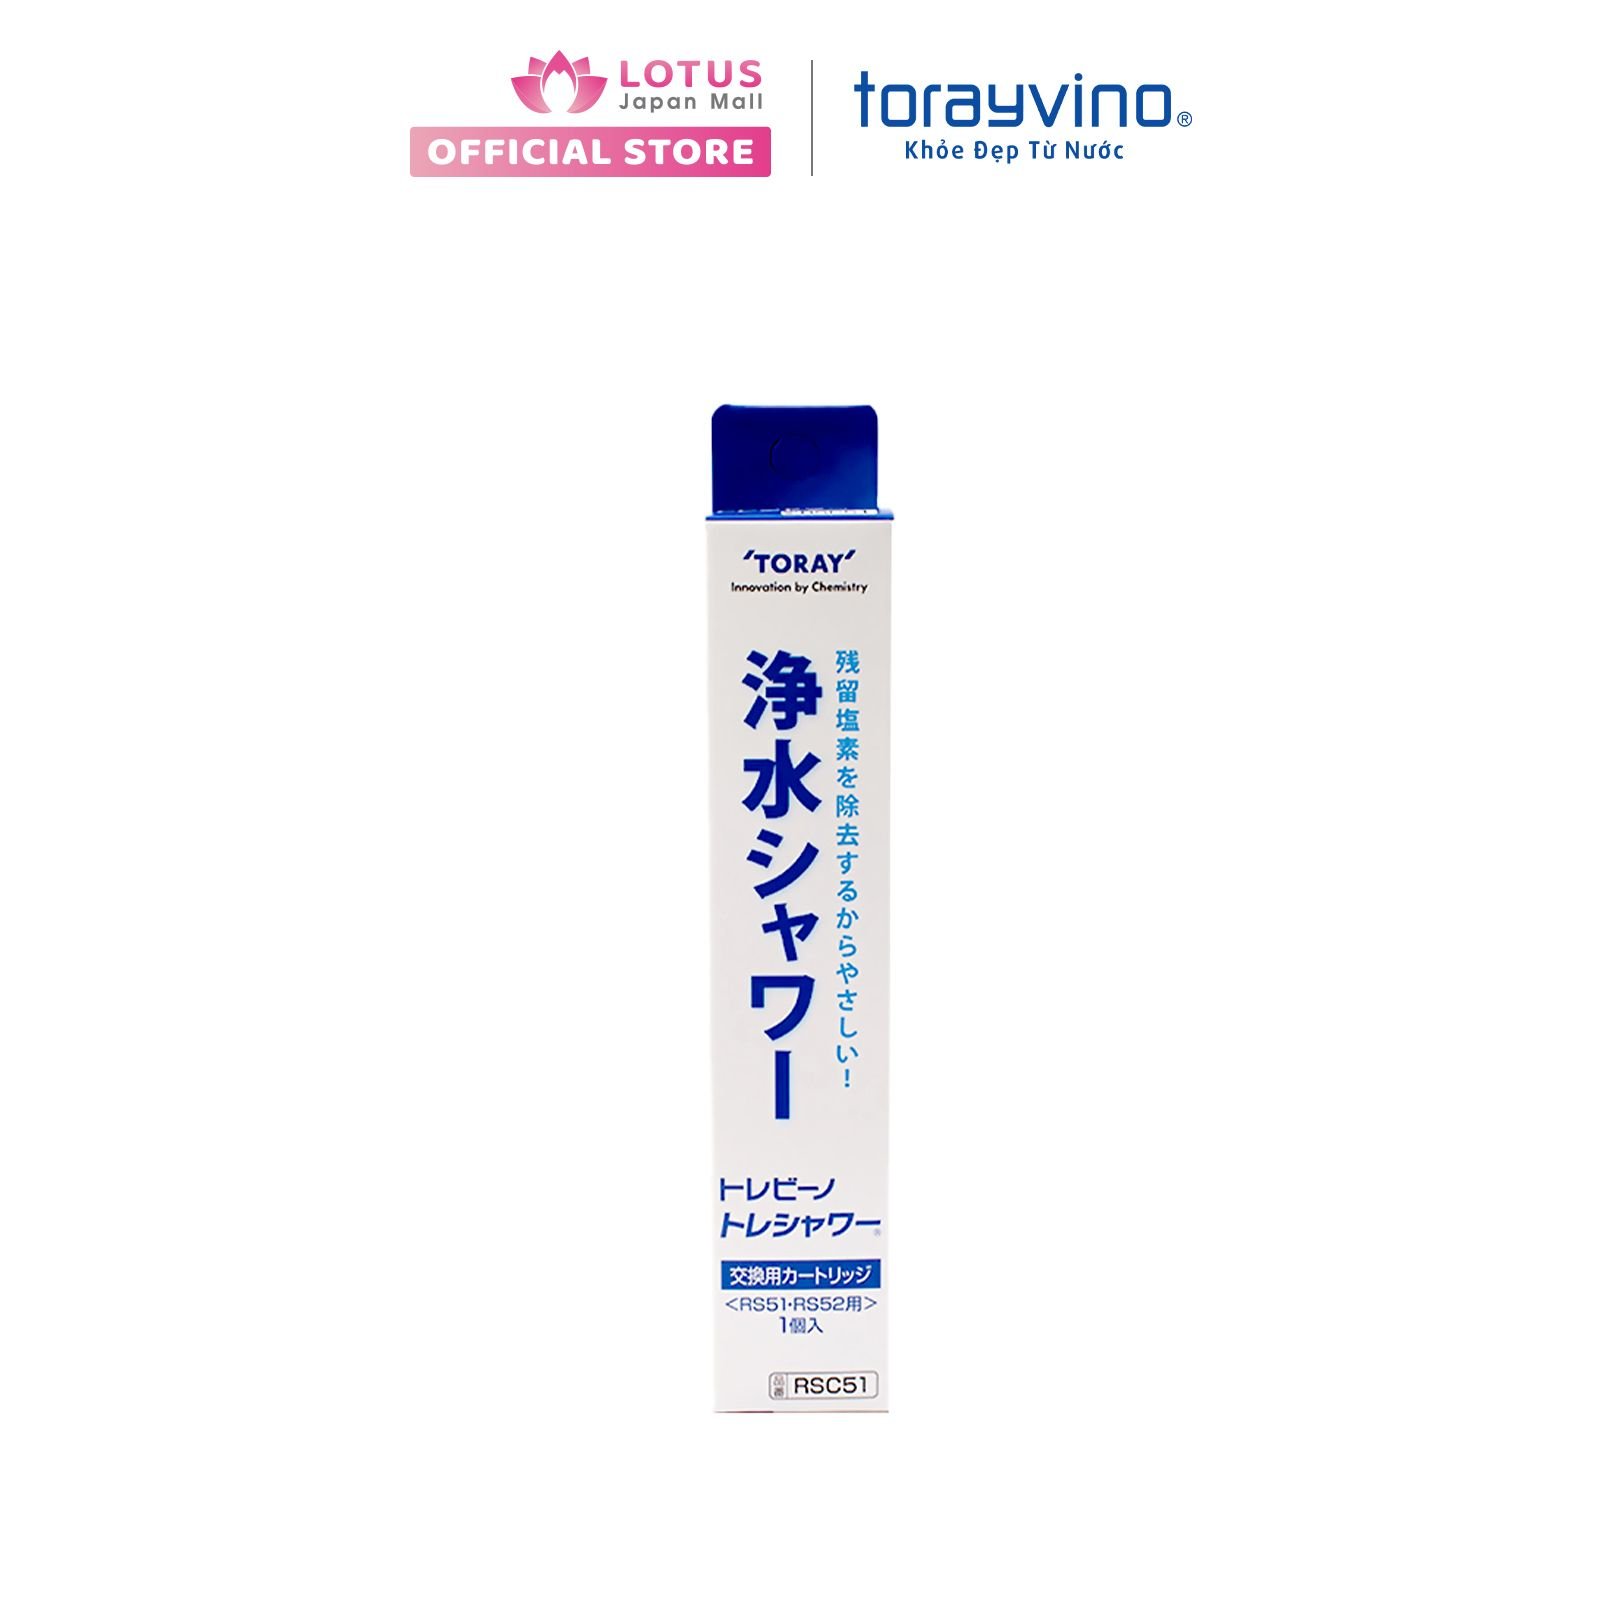 LOTUS
Japan Mall
OFFICIAL STORE
torayvino®
Khỏe Đẹp Từ Nước
'TORAY'
Innovation by Chemistry
残留塩素を除去するからやさしい！
浄水シャワー
トレビーノ
トレシャワー®
交換用カートリッジ
<RS51・RS52用>
1個入
品番 RSC51